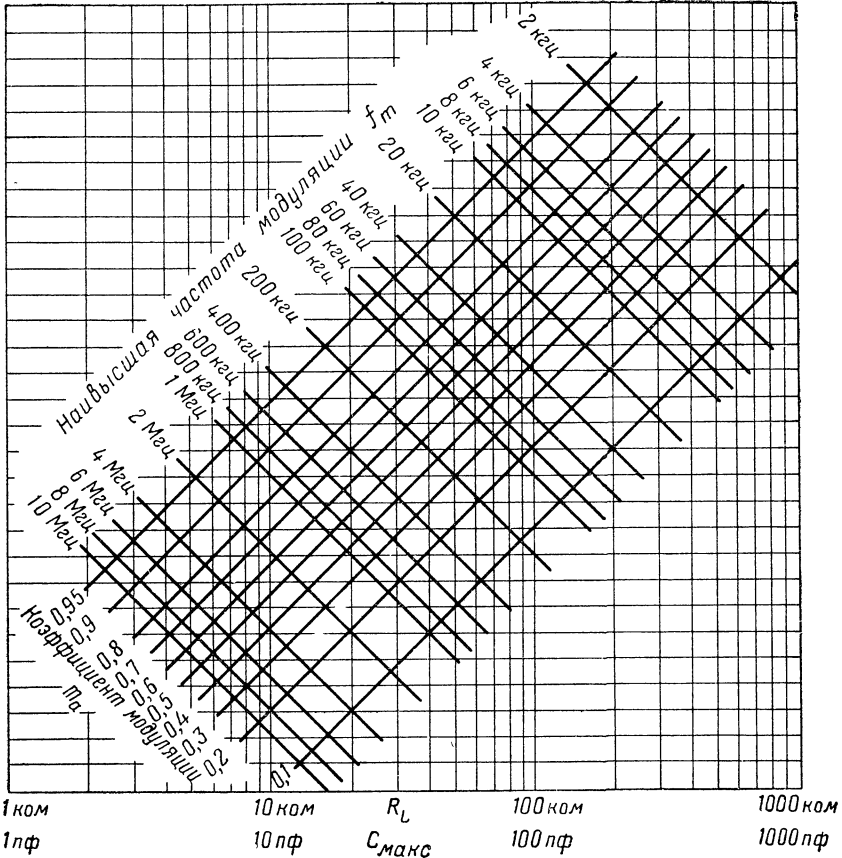 Наивысшая частота модуляции fm
2 кгц
4 кгц
6 кгц
8 кгц
10 кгц
20 кгц
40 кгц
60 кгц
80 кгц
100 кгц
200 кгц
400 кгц
600 кгц
800 кгц
1 Мгц
2 Мгц
4 Мгц
6 Мгц
8 Мгц
10 Мгц
0,95
0,9
0,8
0,7
0,6
0,5
0,4
0,3
0,2
0,1
Коэффициент модуляции
ma
1 ком 10 ком RL 100 ком 1000 ком
1 пф 10 пф Cмакс 100 пф 1000 пф